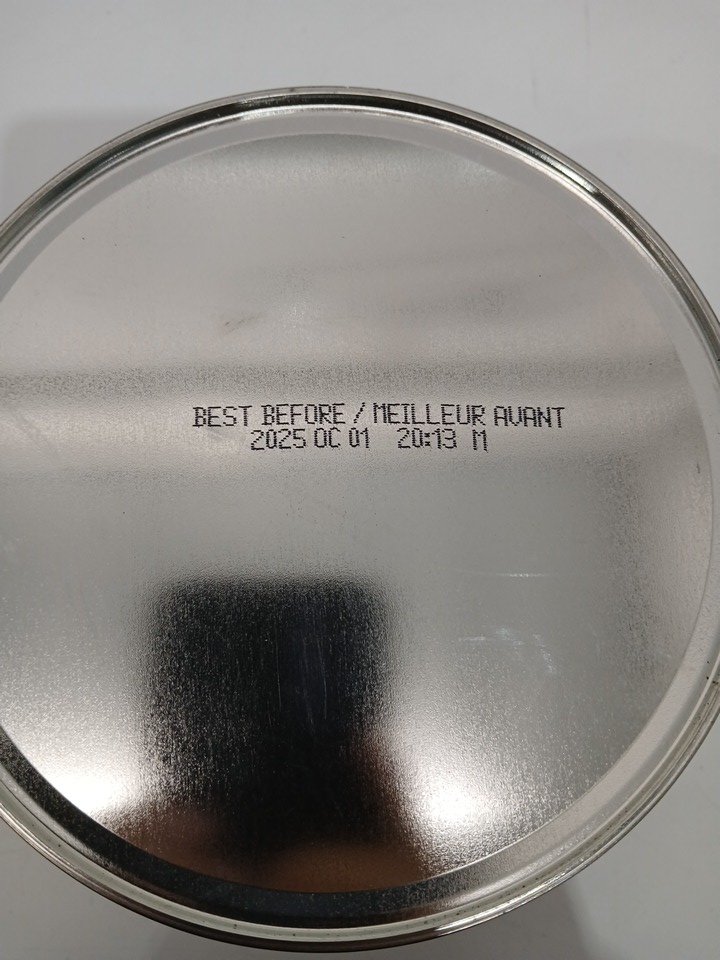 BEST BEFORE / MEILLEUR AVANT
2025 OC 01 20:13 M